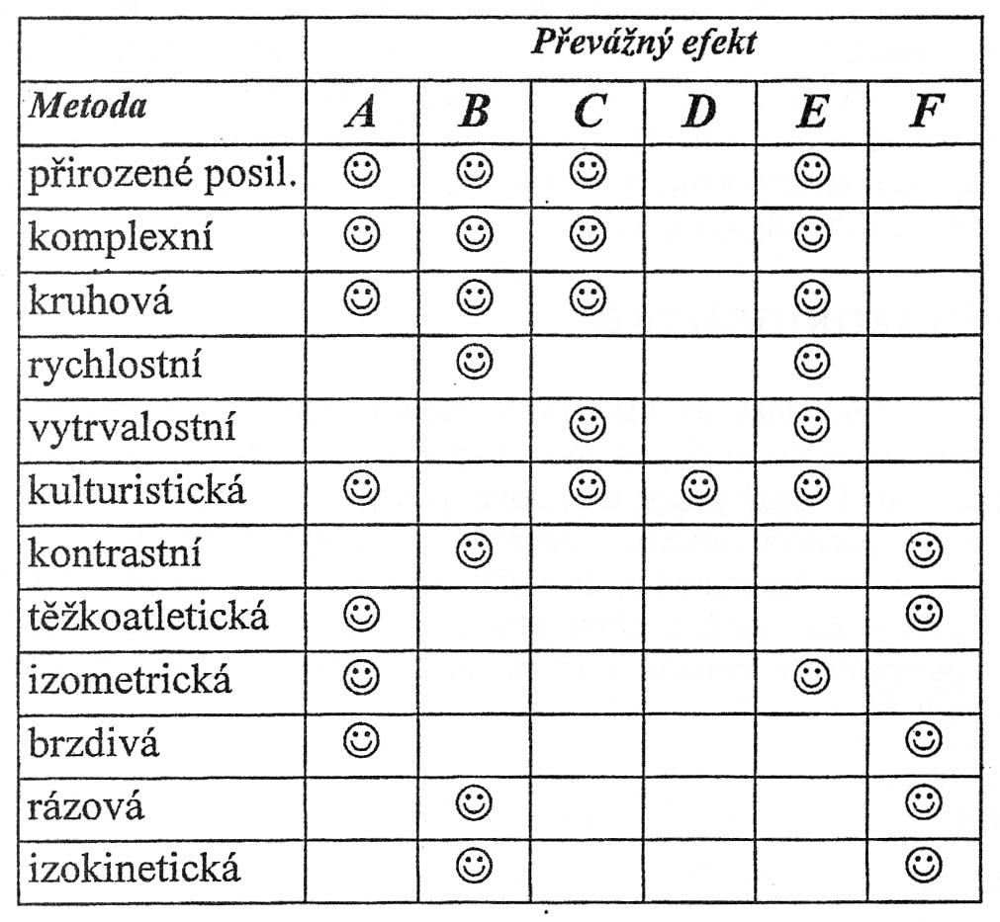 Převážný efekt
Metoda A B C D E F
přirozené posil. ☺ ☺ ☺ ☺
komplexní ☺ ☺ ☺ ☺
kruhová ☺ ☺ ☺ ☺
rychlostní ☺ ☺
vytrvalostní ☺ ☺
kulturistická ☺ ☺ ☺ ☺
kontrastní ☺ ☺
těžkoatletická ☺ ☺
izometrická ☺ ☺
brzdivá ☺ ☺
rázová ☺ ☺
izokinetická ☺ ☺